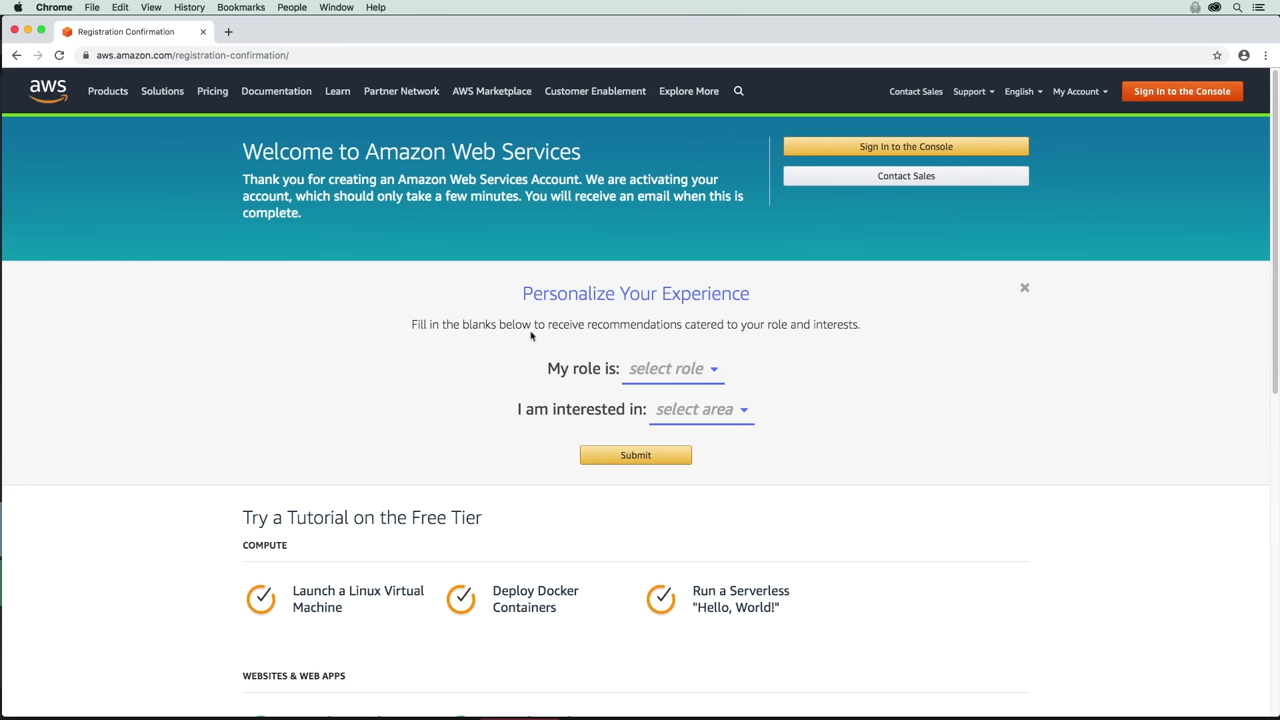 Chrome File Edit View History Bookmarks People Window Help
Registration Confirmation
aws.amazon.com/registration-confirmation/
aws Products Solutions Pricing Documentation Learn Partner Network AWS Marketplace Customer Enablement Explore More Contact Sales Support English My Account Sign In to the Console
Welcome to Amazon Web Services
Thank you for creating an Amazon Web Services Account. We are activating your
account, which should only take a few minutes. You will receive an email when this is
complete.
Sign In to the Console
Contact Sales
Personalize Your Experience
Fill in the blanks below to receive recommendations catered to your role and interests.
My role is: select role
I am interested in: select area
Submit
Try a Tutorial on the Free Tier
COMPUTE
Launch a Linux Virtual
Machine
Deploy Docker
Containers
Run a Serverless
"Hello, World!"
WEBSITES & WEB APPS